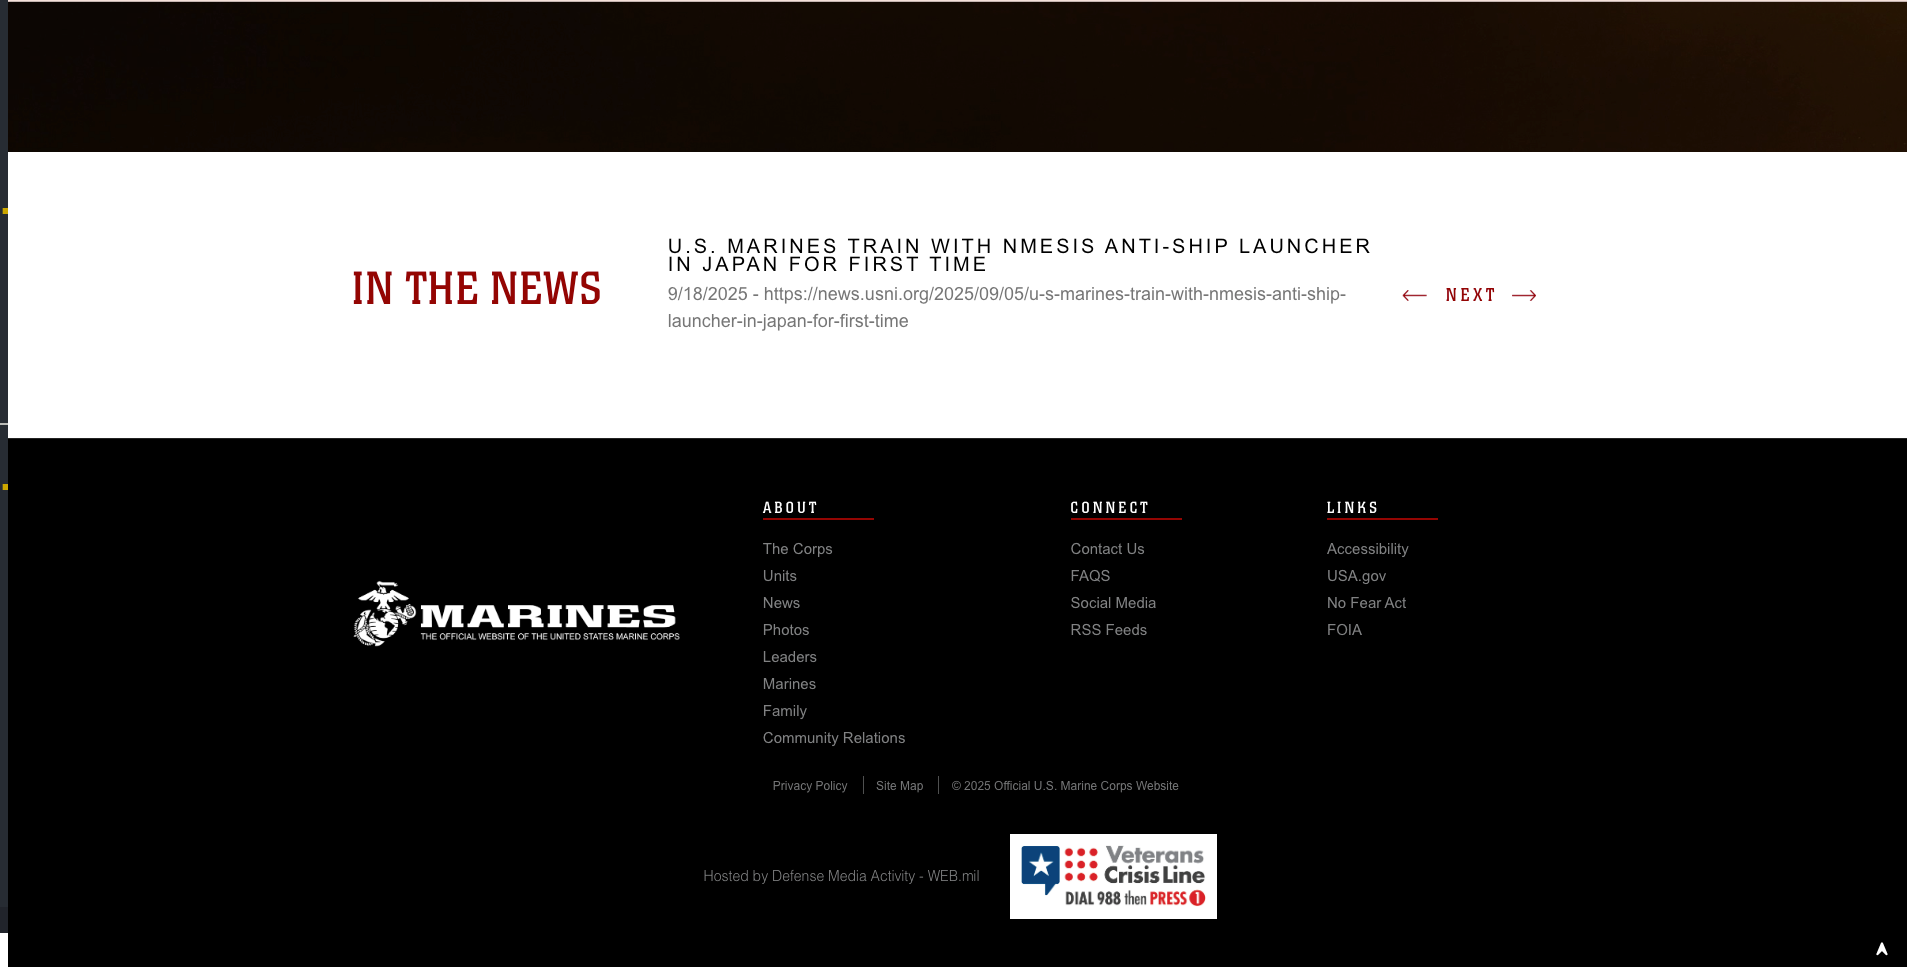 IN THE NEWS
U.S. MARINES TRAIN WITH NMESIS ANTI-SHIP LAUNCHER
IN JAPAN FOR FIRST TIME
9/18/2025 - https://news.usni.org/2025/09/05/u-s-marines-train-with-nmesis-anti-ship-
launcher-in-japan-for-first-time
NEXT
MARINES
THE OFFICIAL WEBSITE OF THE UNITED STATES MARINE CORPS
ABOUT
The Corps
Units
News
Photos
Leaders
Marines
Family
Community Relations
CONNECT
Contact Us
FAQS
Social Media
RSS Feeds
LINKS
Accessibility
USA.gov
No Fear Act
FOIA
Privacy Policy
Site Map
© 2025 Official U.S. Marine Corps Website
Hosted by Defense Media Activity - WEB.mil
Veterans
Crisis Line
DIAL 988 then PRESS 1